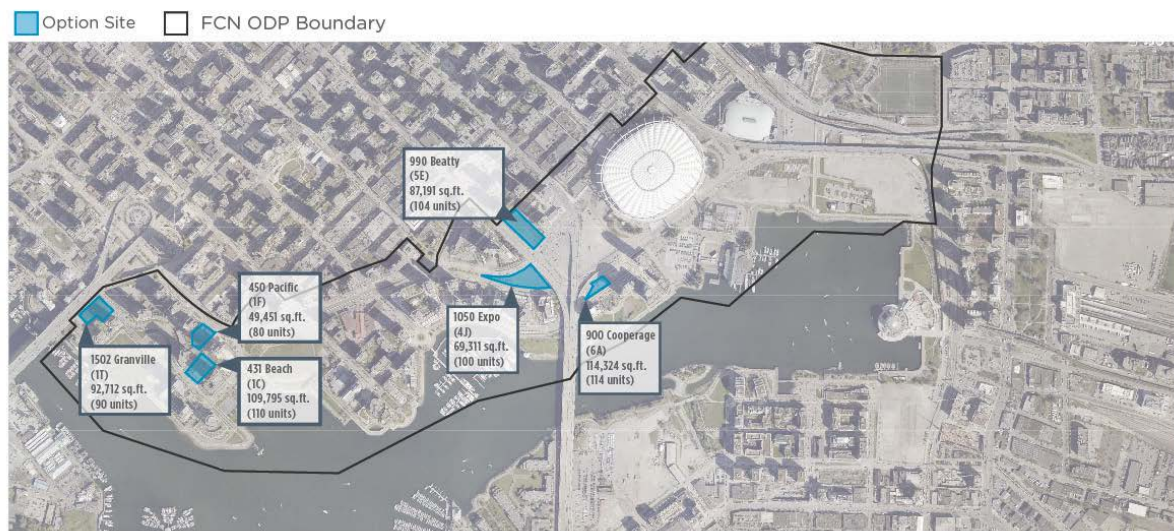 Option Site
FCN ODP Boundary
990 Beatty
(5E)
87,191 sq.ft.
(104 units)
450 Pacific
(1F)
49,451 sq.ft.
(80 units)
1050 Expo
(4J)
69,311 sq.ft.
(100 units)
900 Cooperage
(6A)
114,324 sq.ft.
(114 units)
1502 Granville
(1T)
92,712 sq.ft.
(90 units)
431 Beach
(1C)
109,795 sq.ft.
(110 units)